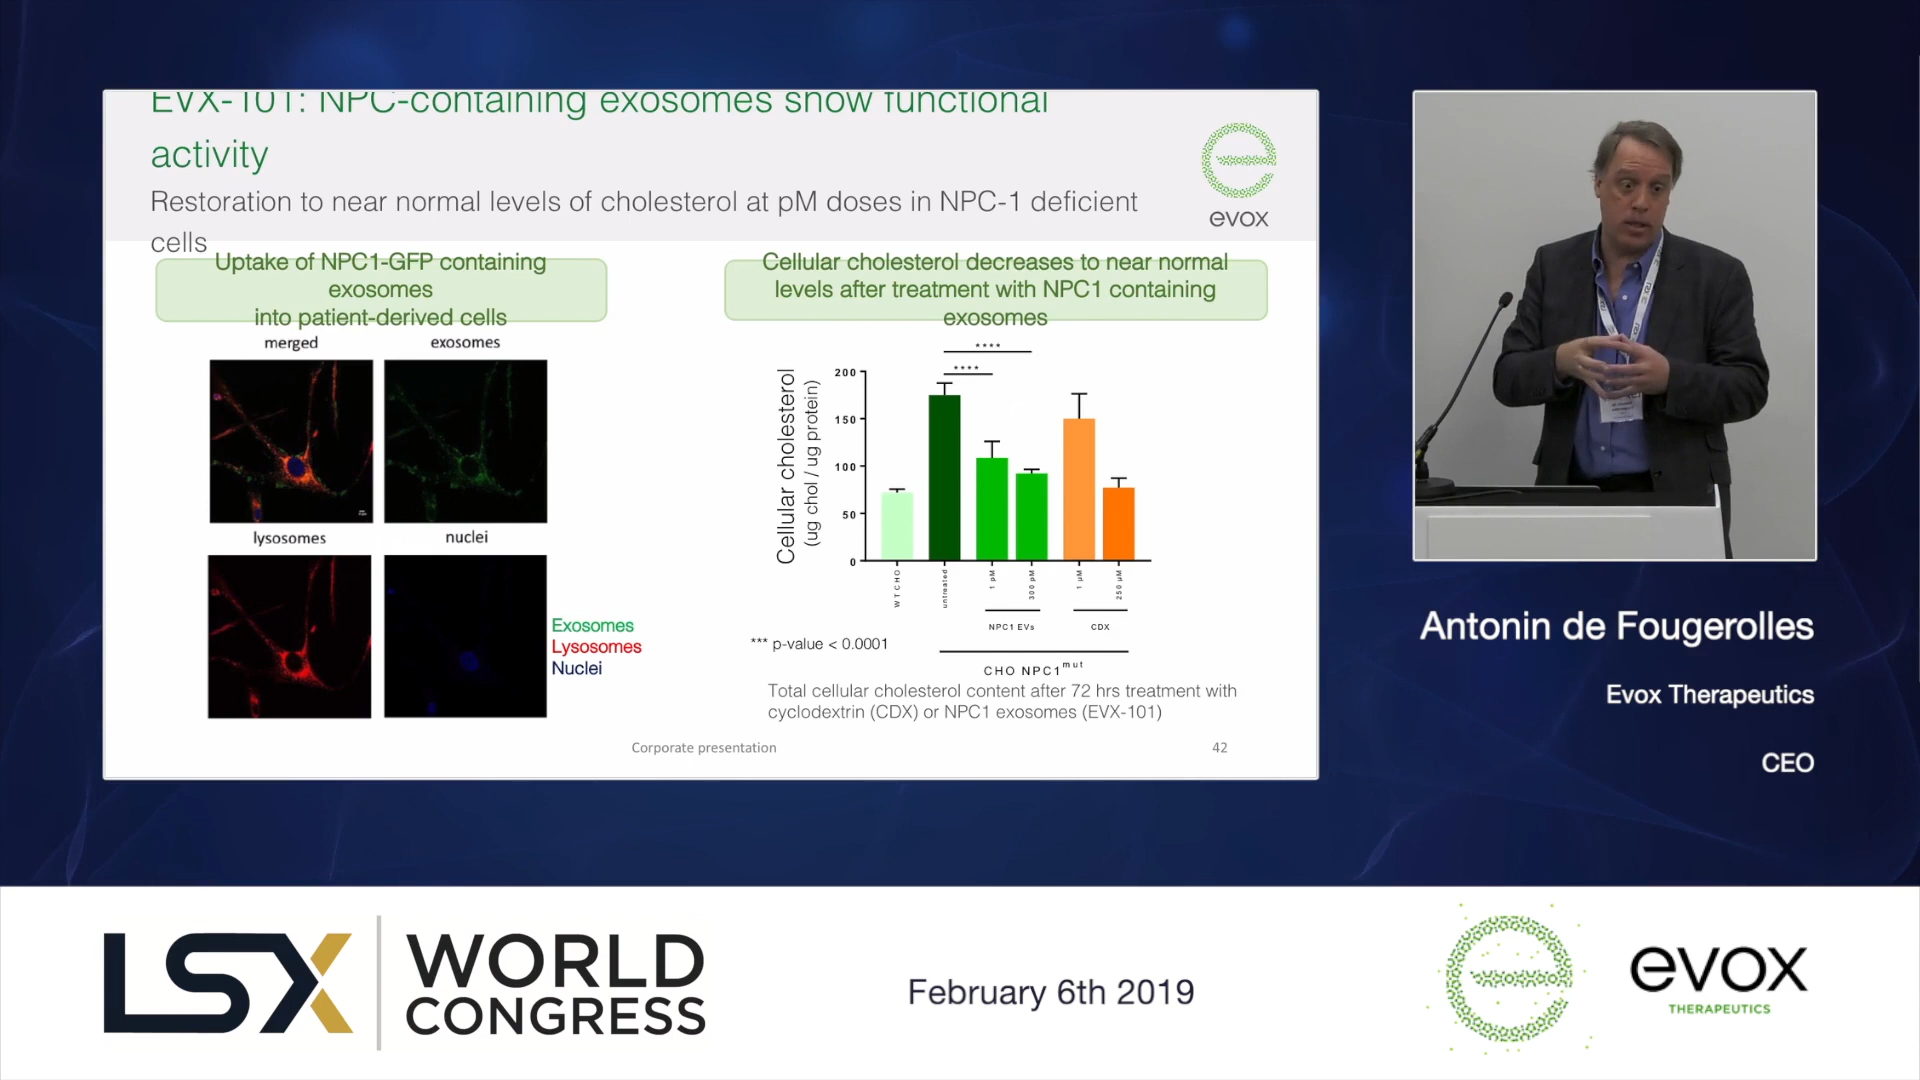 EVX-101: NPC-containing exosomes show functional
activity
Restoration to near normal levels of cholesterol at pM doses in NPC-1 deficient
cells
evox
Uptake of NPC1-GFP containing
exosomes
into patient-derived cells
merged
exosomes
lysosomes
nuclei
Exosomes
Lysosomes
Nuclei
Cellular cholesterol decreases to near normal
levels after treatment with NPC1 containing
exosomes
****
****
Cellular cholesterol
(ug chol / ug protein)
200
150
100
50
0
WT CHO
untreated
1 pM
300 pM
1 µM
250 µM
NPC1 EVs
CDX
*** p-value < 0.0001
CHO NPC1mut
Total cellular cholesterol content after 72 hrs treatment with
cyclodextrin (CDX) or NPC1 exosomes (EVX-101)
Corporate presentation
42
Antonin de Fougerolles
Evox Therapeutics
CEO
LSX
WORLD
CONGRESS
February 6th 2019
evox
THERAPEUTICS